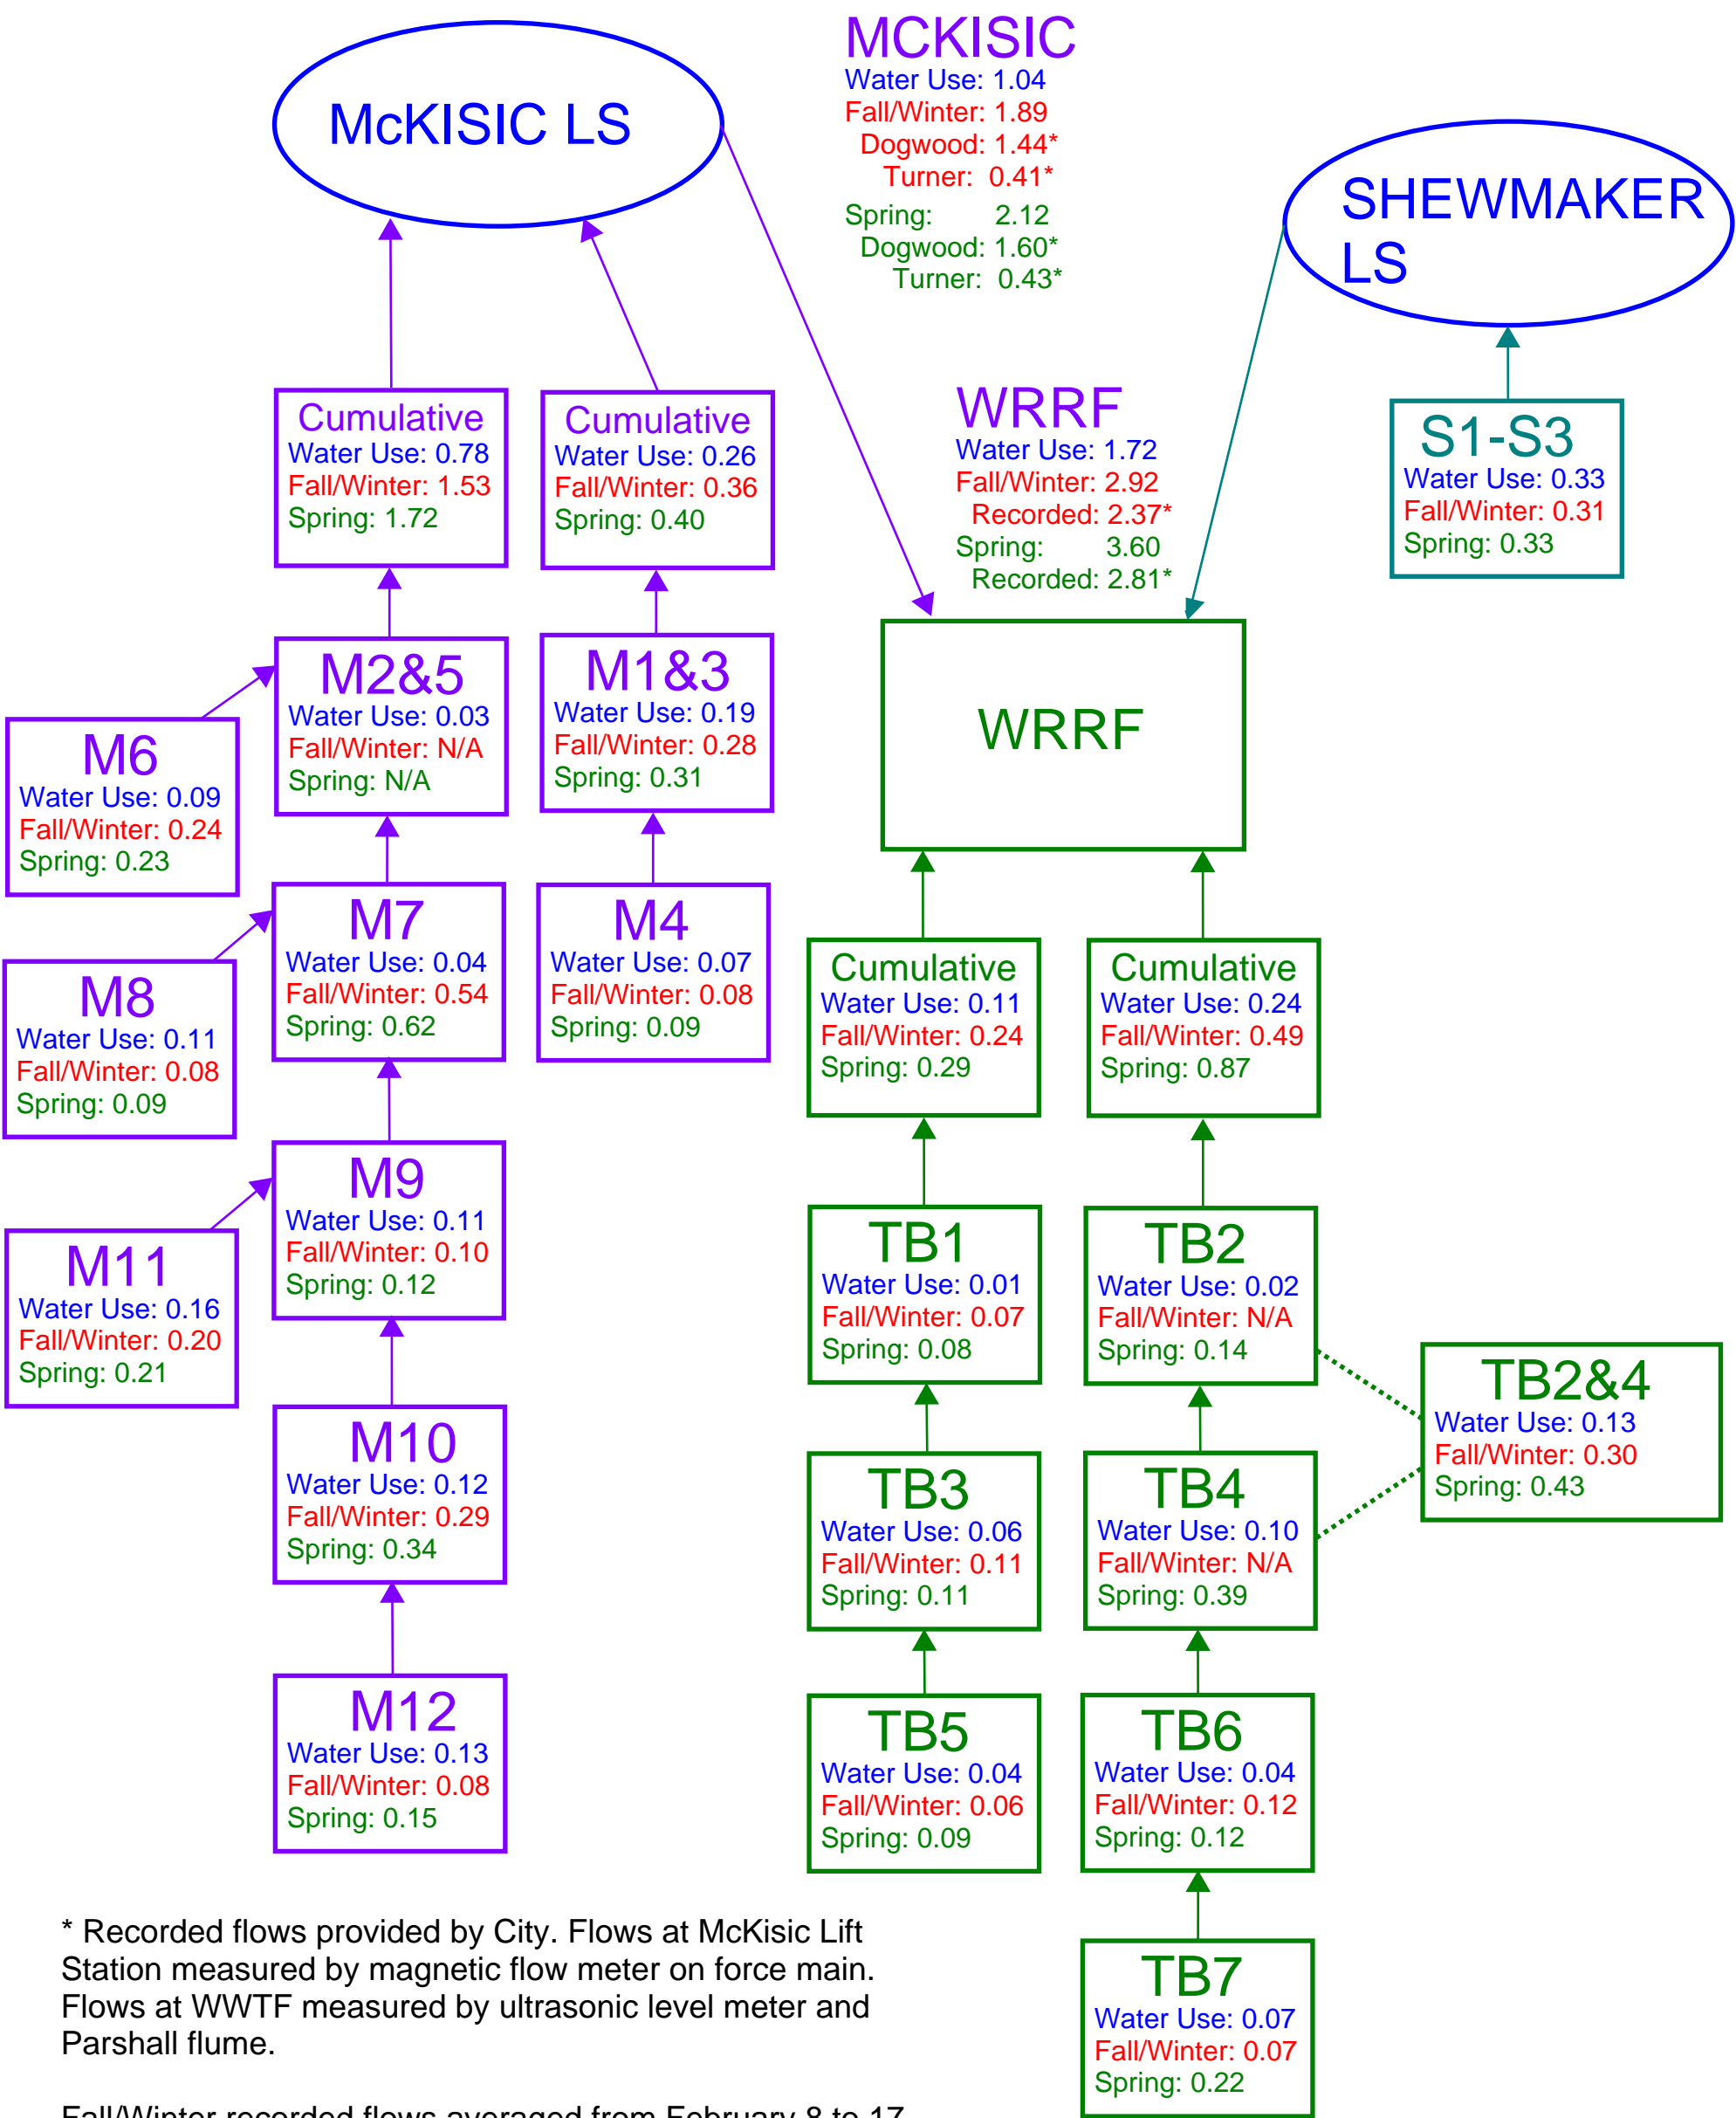 McKISIC LS
MCKISIC
Water Use: 1.04
Fall/Winter: 1.89
Dogwood: 1.44*
Turner: 0.41*
Spring: 2.12
Dogwood: 1.60*
Turner: 0.43*
SHEWMAKER
LS
Cumulative
Water Use: 0.78
Fall/Winter: 1.53
Spring: 1.72
Cumulative
Water Use: 0.26
Fall/Winter: 0.36
Spring: 0.40
WRRF
Water Use: 1.72
Fall/Winter: 2.92
Recorded: 2.37*
Spring: 3.60
Recorded: 2.81*
S1-S3
Water Use: 0.33
Fall/Winter: 0.31
Spring: 0.33
M2&5
Water Use: 0.03
Fall/Winter: N/A
Spring: N/A
M1&3
Water Use: 0.19
Fall/Winter: 0.28
Spring: 0.31
WRRF
M6
Water Use: 0.09
Fall/Winter: 0.24
Spring: 0.23
M7
Water Use: 0.04
Fall/Winter: 0.54
Spring: 0.62
M4
Water Use: 0.07
Fall/Winter: 0.08
Spring: 0.09
M8
Water Use: 0.11
Fall/Winter: 0.08
Spring: 0.09
Cumulative
Water Use: 0.11
Fall/Winter: 0.24
Spring: 0.29
Cumulative
Water Use: 0.24
Fall/Winter: 0.49
Spring: 0.87
M9
Water Use: 0.11
Fall/Winter: 0.10
Spring: 0.12
M11
Water Use: 0.16
Fall/Winter: 0.20
Spring: 0.21
TB1
Water Use: 0.01
Fall/Winter: 0.07
Spring: 0.08
TB2
Water Use: 0.02
Fall/Winter: N/A
Spring: 0.14
TB2&4
Water Use: 0.13
Fall/Winter: 0.30
Spring: 0.43
M10
Water Use: 0.12
Fall/Winter: 0.29
Spring: 0.34
TB3
Water Use: 0.06
Fall/Winter: 0.11
Spring: 0.11
TB4
Water Use: 0.10
Fall/Winter: N/A
Spring: 0.39
M12
Water Use: 0.13
Fall/Winter: 0.08
Spring: 0.15
TB5
Water Use: 0.04
Fall/Winter: 0.06
Spring: 0.09
TB6
Water Use: 0.04
Fall/Winter: 0.12
Spring: 0.12
TB7
Water Use: 0.07
Fall/Winter: 0.07
Spring: 0.22
* Recorded flows provided by City. Flows at McKisic Lift
Station measured by magnetic flow meter on force main.
Flows at WWTF measured by ultrasonic level meter and
Parshall flume.
Fall/Winter recorded flows averaged from February 8 to 17